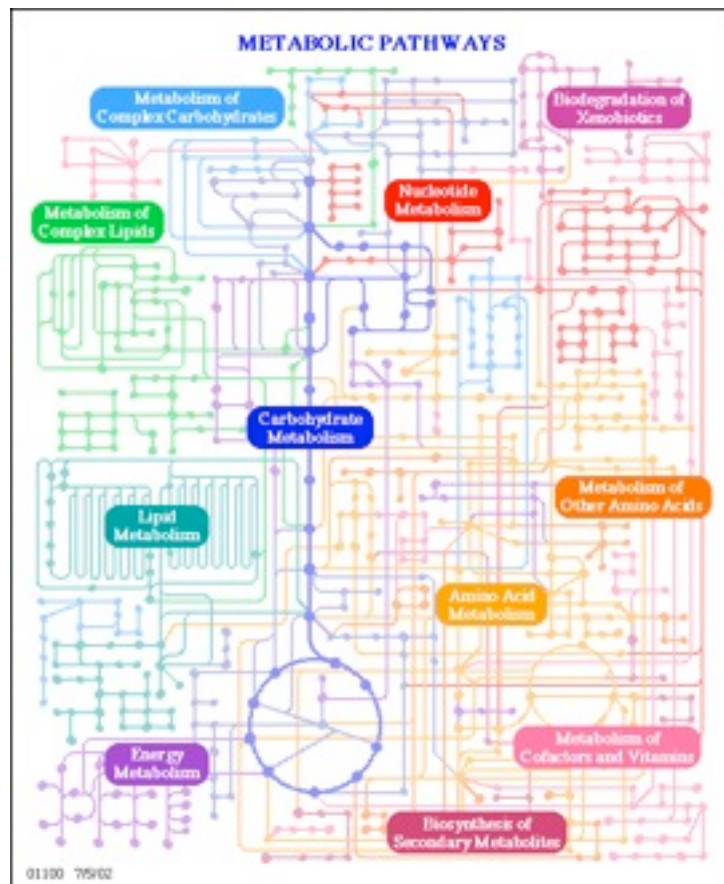 METABOLIC PATHWAYS
Metabolism of
Complex Carbohydrates
Biodegradation of
Xenobiotics
Nucleotide
Metabolism
Metabolism of
Complex Lipids
Carbohydrate
Metabolism
Metabolism of
Other Amino Acids
Lipid
Metabolism
Amino Acid
Metabolism
Metabolism of
Cofactors and Vitamins
Energy
Metabolism
Biosynthesis of
Secondary Metabolites
01100 7/5/02